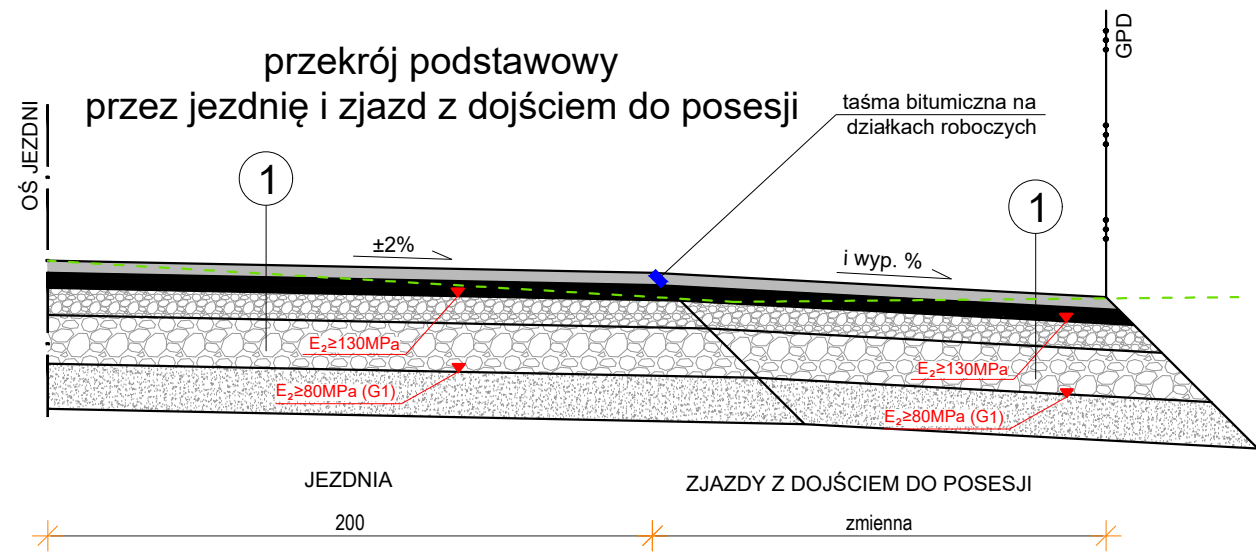 przekrój podstawowy
przez jezdnię i zjazd z dojściem do posesji
taśma bitumiczna na
działkach roboczych
GPD
OŚ JEZDNI
1
1
±2%
i wyp. %
E₂≥130MPa
E₂≥130MPa
E₂≥80MPa (G1)
E₂≥80MPa (G1)
JEZDNIA
ZJAZDY Z DOJŚCIEM DO POSESJI
200
zmienna